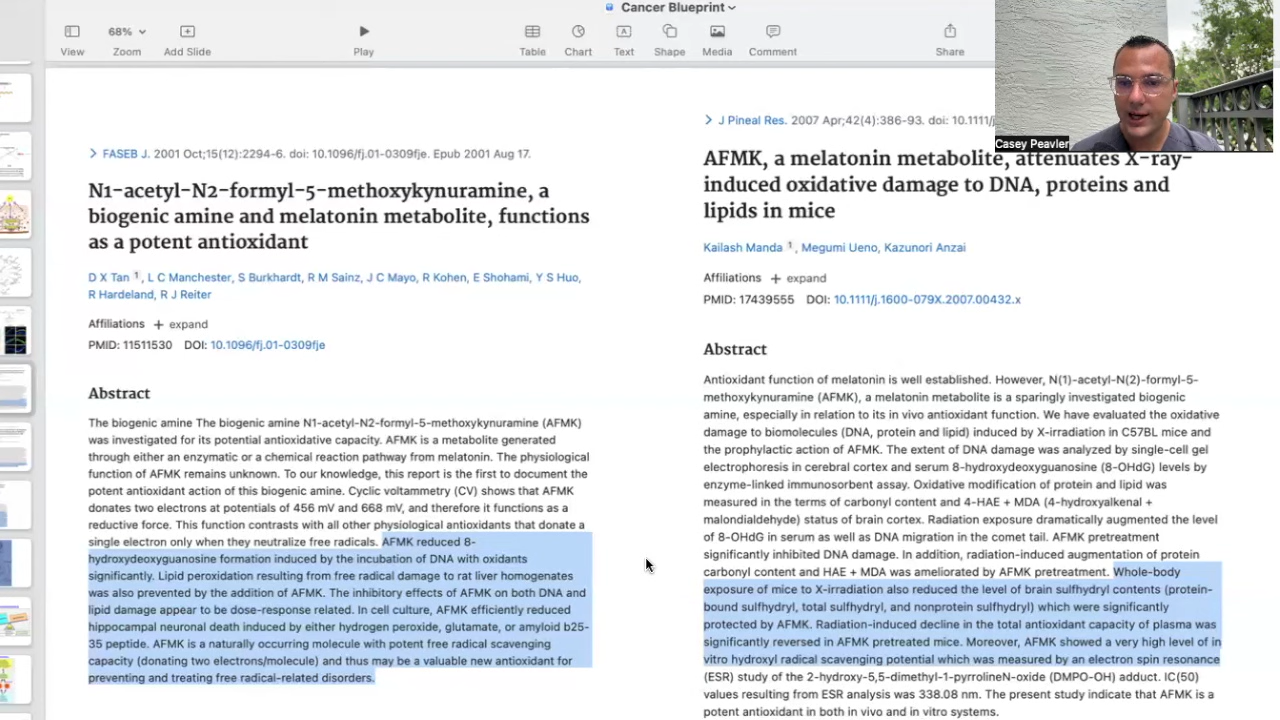 Cancer Blueprint
68%
View
Zoom
Add Slide
Play
Table
Chart
Text
Shape
Media
Comment
Share
Casey Peavler
FASEB J. 2001 Oct;15(12):2294-6. doi: 10.1096/fj.01-0309fje. Epub 2001 Aug 17.
N1-acetyl-N2-formyl-5-methoxykynuramine, a
biogenic amine and melatonin metabolite, functions
as a potent antioxidant
D X Tan 1, L C Manchester, S Burkhardt, R M Sainz, J C Mayo, R Kohen, E Shohami, Y S Huo,
R Hardeland, R J Reiter
Affiliations + expand
PMID: 11511530 DOI: 10.1096/fj.01-0309fje
Abstract
The biogenic amine The biogenic amine N1-acetyl-N2-formyl-5-methoxykynuramine (AFMK)
was investigated for its potential antioxidative capacity. AFMK is a metabolite generated
through either an enzymatic or a chemical reaction pathway from melatonin. The physiological
function of AFMK remains unknown. To our knowledge, this report is the first to document the
potent antioxidant action of this biogenic amine. Cyclic voltammetry (CV) shows that AFMK
donates two electrons at potentials of 456 mV and 668 mV, and therefore it functions as a
reductive force. This function contrasts with all other physiological antioxidants that donate a
single electron only when they neutralize free radicals. AFMK reduced 8-
hydroxydeoxyguanosine formation induced by the incubation of DNA with oxidants
significantly. Lipid peroxidation resulting from free radical damage to rat liver homogenates
was also prevented by the addition of AFMK. The inhibitory effects of AFMK on both DNA and
lipid damage appear to be dose-response related. In cell culture, AFMK efficiently reduced
hippocampal neuronal death induced by either hydrogen peroxide, glutamate, or amyloid b25-
35 peptide. AFMK is a naturally occurring molecule with potent free radical scavenging
capacity (donating two electrons/molecule) and thus may be a valuable new antioxidant for
preventing and treating free radical-related disorders.
J Pineal Res. 2007 Apr;42(4):386-93. doi: 10.1111/j
AFMK, a melatonin metabolite, attenuates X-ray-
induced oxidative damage to DNA, proteins and
lipids in mice
Kailash Manda 1, Megumi Ueno, Kazunori Anzai
Affiliations + expand
PMID: 17439555 DOI: 10.1111/j.1600-079X.2007.00432.x
Abstract
Antioxidant function of melatonin is well established. However, N(1)-acetyl-N(2)-formyl-5-
methoxykynuramine (AFMK), a melatonin metabolite is a sparingly investigated biogenic
amine, especially in relation to its in vivo antioxidant function. We have evaluated the oxidative
damage to biomolecules (DNA, protein and lipid) induced by X-irradiation in C57BL mice and
the prophylactic action of AFMK. The extent of DNA damage was analyzed by single-cell gel
electrophoresis in cerebral cortex and serum 8-hydroxydeoxyguanosine (8-OHdG) levels by
enzyme-linked immunosorbent assay. Oxidative modification of protein and lipid was
measured in the terms of carbonyl content and 4-HAE + MDA (4-hydroxyalkenal +
malondialdehyde) status of brain cortex. Radiation exposure dramatically augmented the level
of 8-OHdG in serum as well as DNA migration in the comet tail. AFMK pretreatment
significantly inhibited DNA damage. In addition, radiation-induced augmentation of protein
carbonyl content and HAE + MDA was ameliorated by AFMK pretreatment. Whole-body
exposure of mice to X-irradiation also reduced the level of brain sulfhydryl contents (protein-
bound sulfhydryl, total sulfhydryl, and nonprotein sulfhydryl) which were significantly
protected by AFMK. Radiation-induced decline in the total antioxidant capacity of plasma was
significantly reversed in AFMK pretreated mice. Moreover, AFMK showed a very high level of in
vitro hydroxyl radical scavenging potential which was measured by an electron spin resonance
(ESR) study of the 2-hydroxy-5,5-dimethyl-1-pyrrolineN-oxide (DMPO-OH) adduct. IC(50)
values resulting from ESR analysis was 338.08 nm. The present study indicate that AFMK is a
potent antioxidant in both in vivo and in vitro systems.